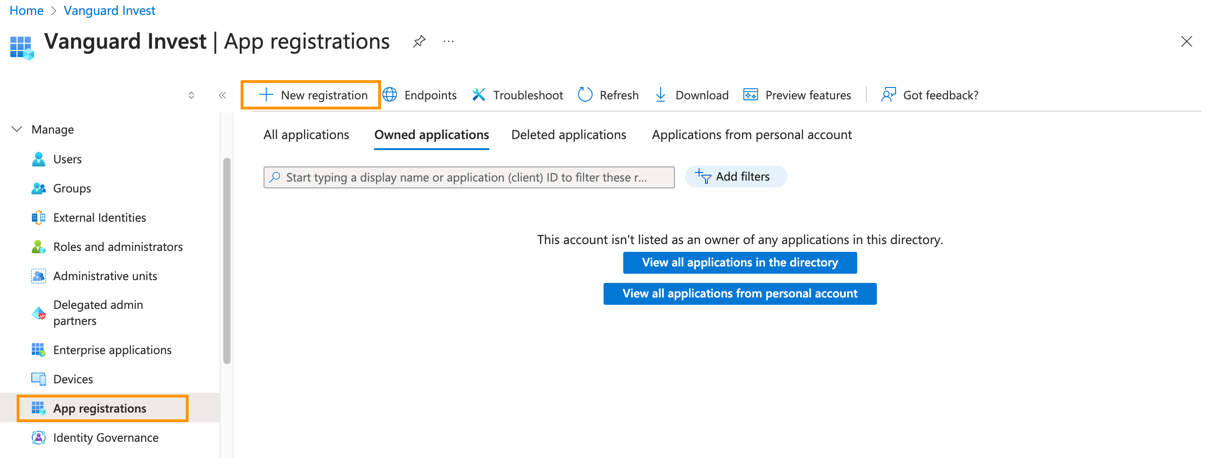 Home > Vanguard Invest
Vanguard Invest | App registrations
New registration Endpoints Troubleshoot Refresh Download Preview features Got feedback?
Manage
Users
Groups
External Identities
Roles and administrators
Administrative units
Delegated admin
partners
Enterprise applications
Devices
App registrations
Identity Governance
All applications Owned applications Deleted applications Applications from personal account
Start typing a display name or application (client) ID to filter these r... Add filters
This account isn't listed as an owner of any applications in this directory.
View all applications in the directory
View all applications from personal account